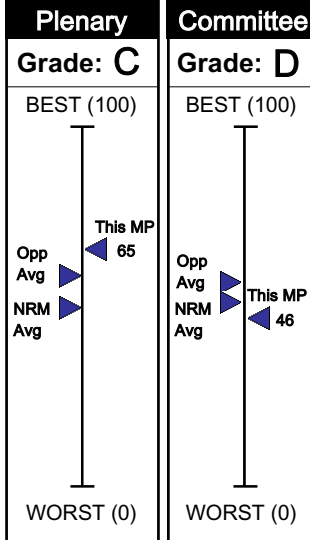 Plenary
Grade: C
BEST (100)
This MP
65
Opp
Avg
NRM
Avg
WORST (0)
Committee
Grade: D
BEST (100)
Opp
Avg
This MP
NRM
46
Avg
WORST (0)